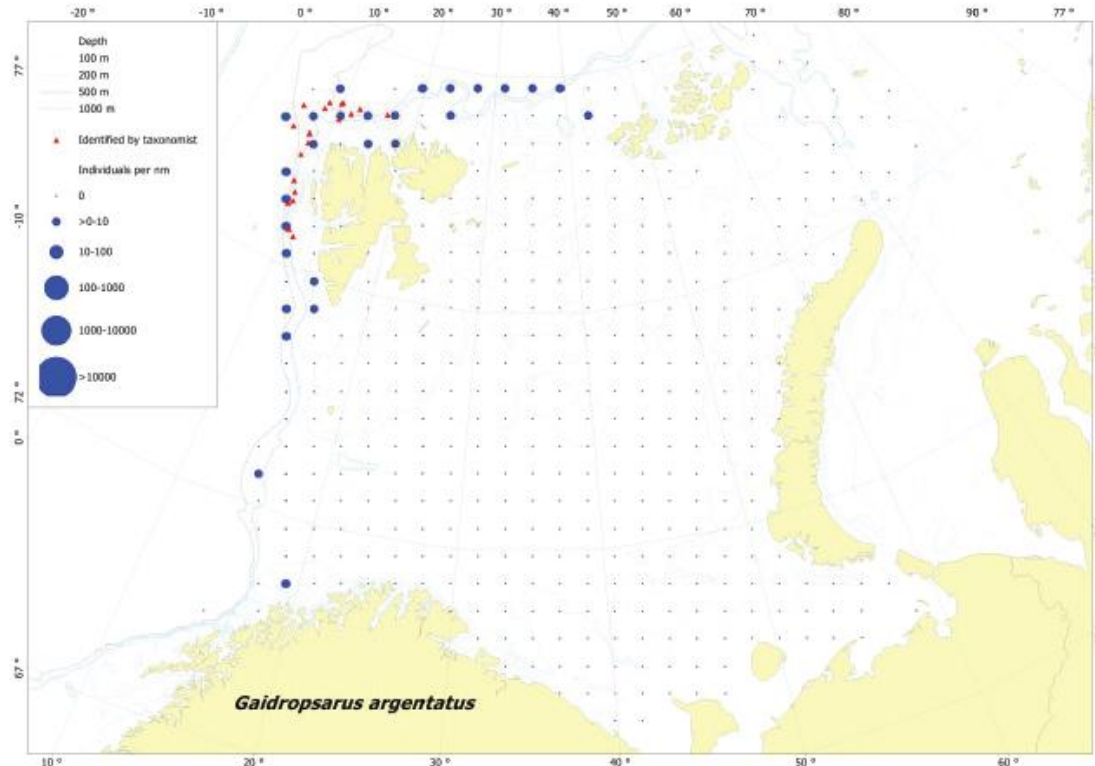 -20 ° -10 ° 0 ° 10 ° 20 ° 30 ° 40 ° 50 ° 60 ° 70 ° 80 ° 90 ° 77 °
77 °
-10 °
72 °
0 °
67 °
Depth
100 m
200 m
500 m
1000 m
Identified by taxonomist
Individuals per nm
0
>0-10
10-100
100-1000
1000-10000
>10000
Gaidropsarus argentatus
10 ° 20 ° 30 ° 40 ° 50 ° 60 °